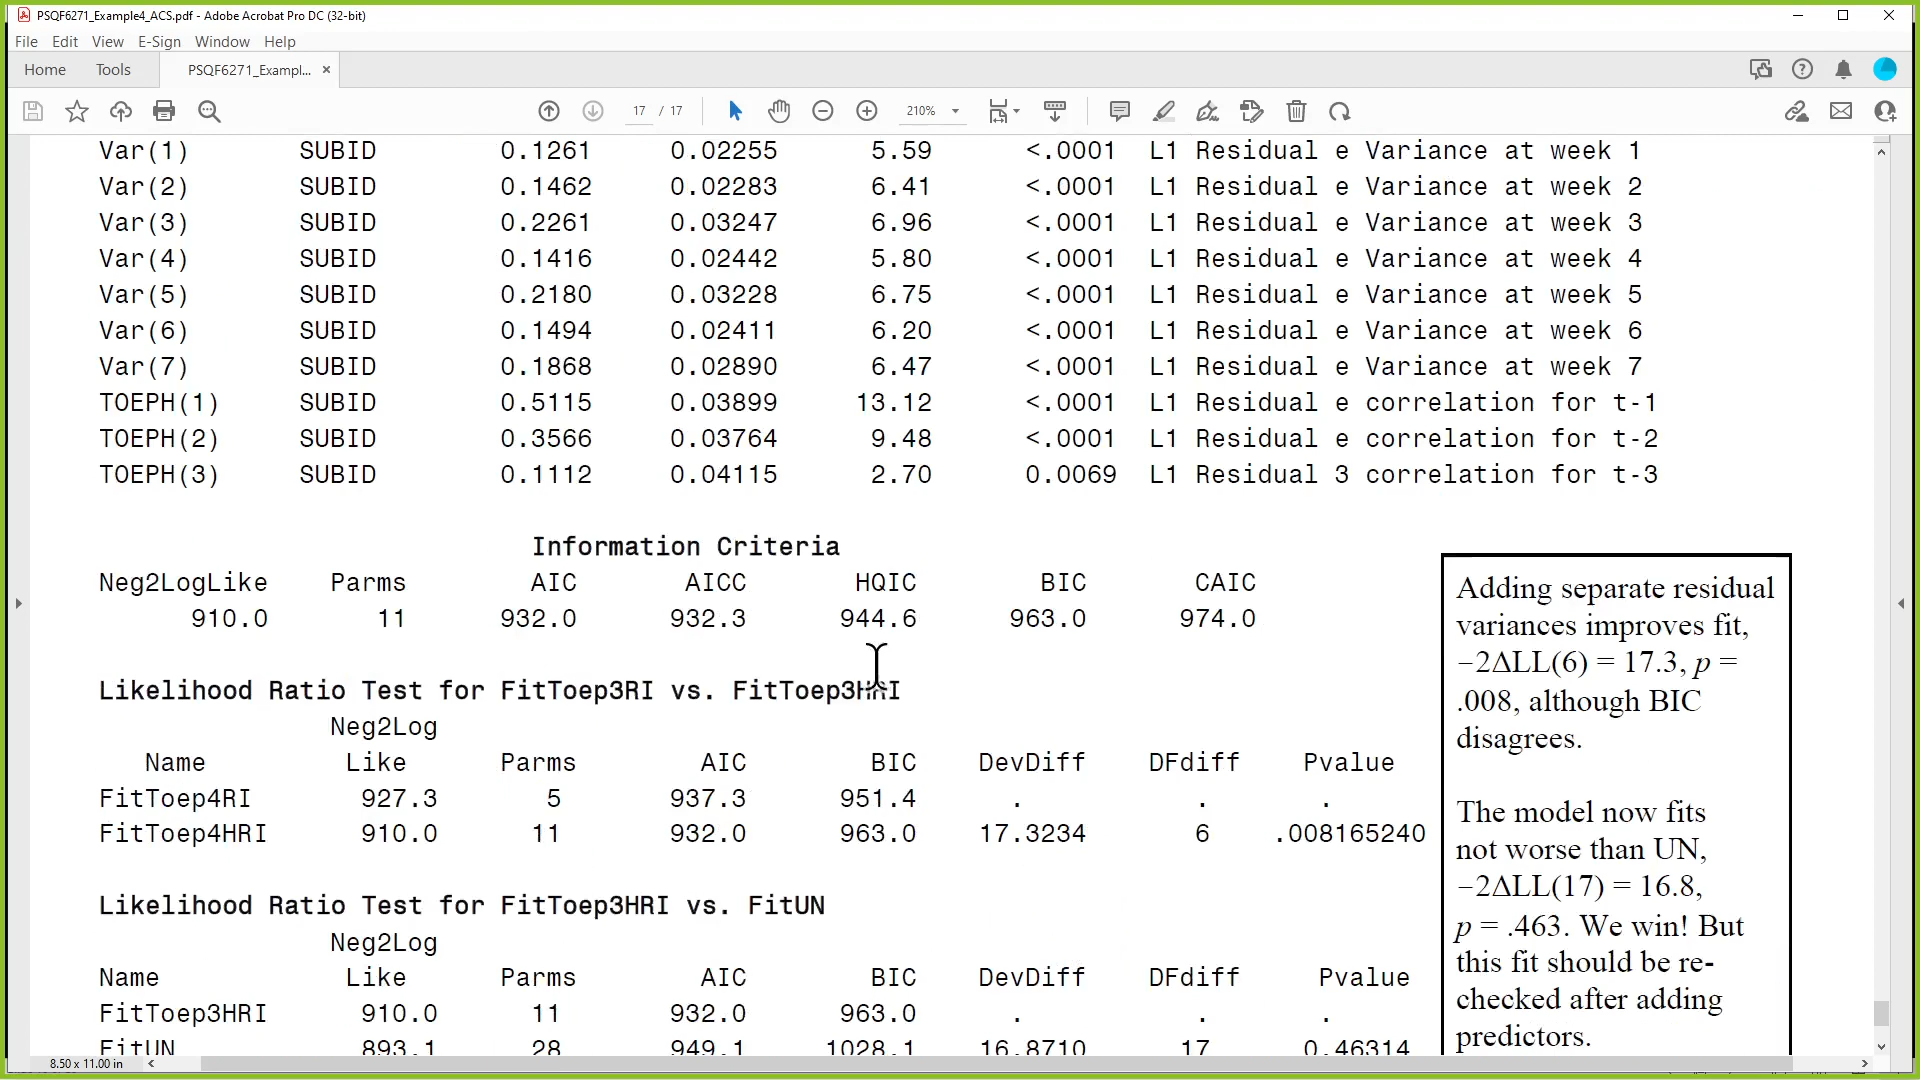 PSQF6271_Example4_ACS.pdf - Adobe Acrobat Pro DC (32-bit)
File Edit View E-Sign Window Help
Home Tools PSQF6271_Exampl... ×
17 / 17 210%
Var(1) SUBID 0.1261 0.02255 5.59 <.0001 L1 Residual e Variance at week 1
Var(2) SUBID 0.1462 0.02283 6.41 <.0001 L1 Residual e Variance at week 2
Var(3) SUBID 0.2261 0.03247 6.96 <.0001 L1 Residual e Variance at week 3
Var(4) SUBID 0.1416 0.02442 5.80 <.0001 L1 Residual e Variance at week 4
Var(5) SUBID 0.2180 0.03228 6.75 <.0001 L1 Residual e Variance at week 5
Var(6) SUBID 0.1494 0.02411 6.20 <.0001 L1 Residual e Variance at week 6
Var(7) SUBID 0.1868 0.02890 6.47 <.0001 L1 Residual e Variance at week 7
TOEPH(1) SUBID 0.5115 0.03899 13.12 <.0001 L1 Residual e correlation for t-1
TOEPH(2) SUBID 0.3566 0.03764 9.48 <.0001 L1 Residual e correlation for t-2
TOEPH(3) SUBID 0.1112 0.04115 2.70 0.0069 L1 Residual 3 correlation for t-3
Information Criteria
Neg2LogLike Parms AIC AICC HQIC BIC CAIC
910.0 11 932.0 932.3 944.6 963.0 974.0
Likelihood Ratio Test for FitToep3RI vs. FitToep3HRI
Neg2Log
Name Like Parms AIC BIC DevDiff DFdiff Pvalue
FitToep4RI 927.3 5 937.3 951.4 . . .
FitToep4HRI 910.0 11 932.0 963.0 17.3234 6 .008165240
Likelihood Ratio Test for FitToep3HRI vs. FitUN
Neg2Log
Name Like Parms AIC BIC DevDiff DFdiff Pvalue
FitToep3HRI 910.0 11 932.0 963.0 . . .
FitUN 893.1 28 949.1 1028.1 16.8710 17 0.46314
Adding separate residual
variances improves fit,
−2ΔLL(6) = 17.3, p =
.008, although BIC
disagrees.
The model now fits
not worse than UN,
−2ΔLL(17) = 16.8,
p = .463. We win! But
this fit should be re-
checked after adding
predictors.
8.50 x 11.00 in